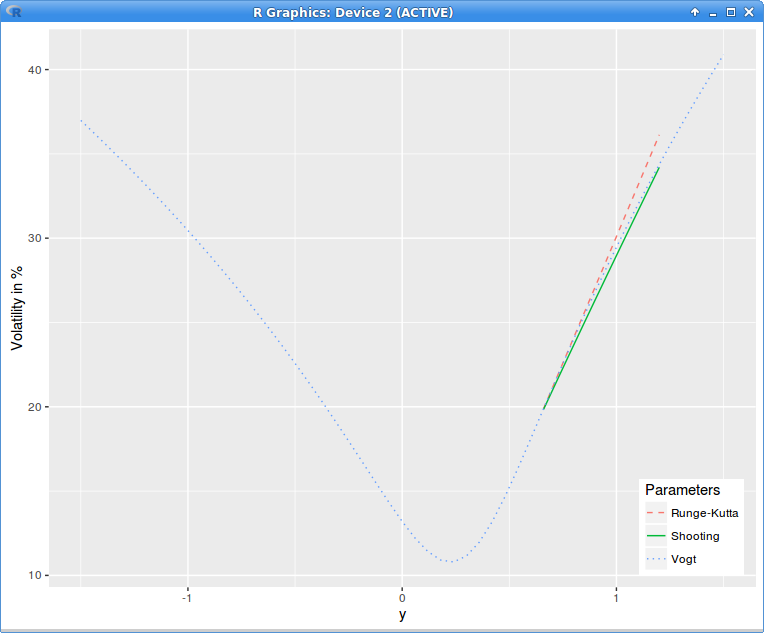 R Graphics: Device 2 (ACTIVE)
Volatility in %
40
30
20
10
-1
0
1
y
Parameters
Runge-Kutta
Shooting
Vogt